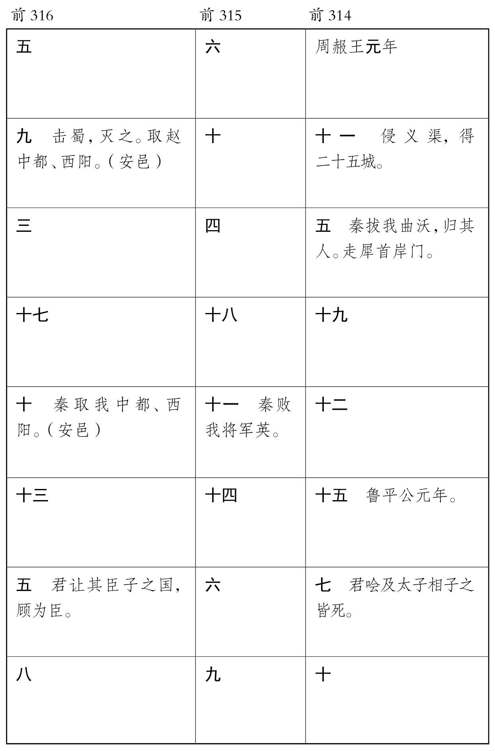 前 316 前 315 前 314
五 六 周赧王元年
九 击蜀，灭之。取赵
中都、西阳。（安邑）
十
十一 侵义渠，得
二十五城。
三 四
五 秦拔我曲沃，归其
人。走犀首岸门。
十七 十八 十九
十 秦取我中都、西
阳。（安邑）
十一 秦败
我将军英。
十二
十三 十四 十五 鲁平公元年。
五 君让其臣子之国，
顾为臣。
六
七 君哙及太子相子之
皆死。
八 九 十